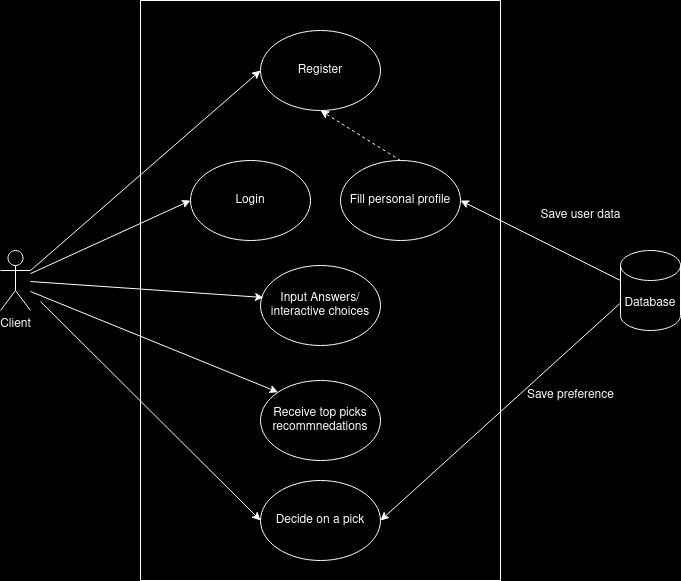 Register
Login
Fill personal profile
Save user data
Client
Input Answers/
interactive choices
Database
Save preference
Receive top picks
recommnedations
Decide on a pick